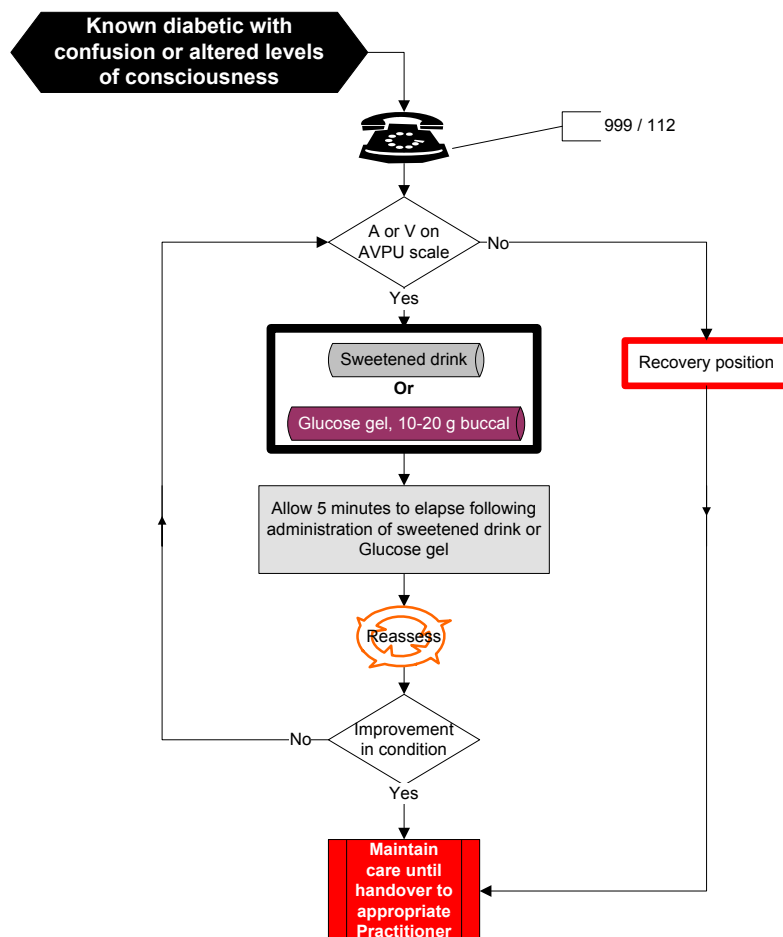 Known diabetic with
confusion or altered levels
of consciousness
999 / 112
A or V on
AVPU scale
No
Yes
Sweetened drink
Or
Glucose gel, 10-20 g buccal
Recovery position
Allow 5 minutes to elapse following
administration of sweetened drink or
Glucose gel
Reassess
Improvement
in condition
No
Yes
Maintain
care until
handover to
appropriate
Practitioner